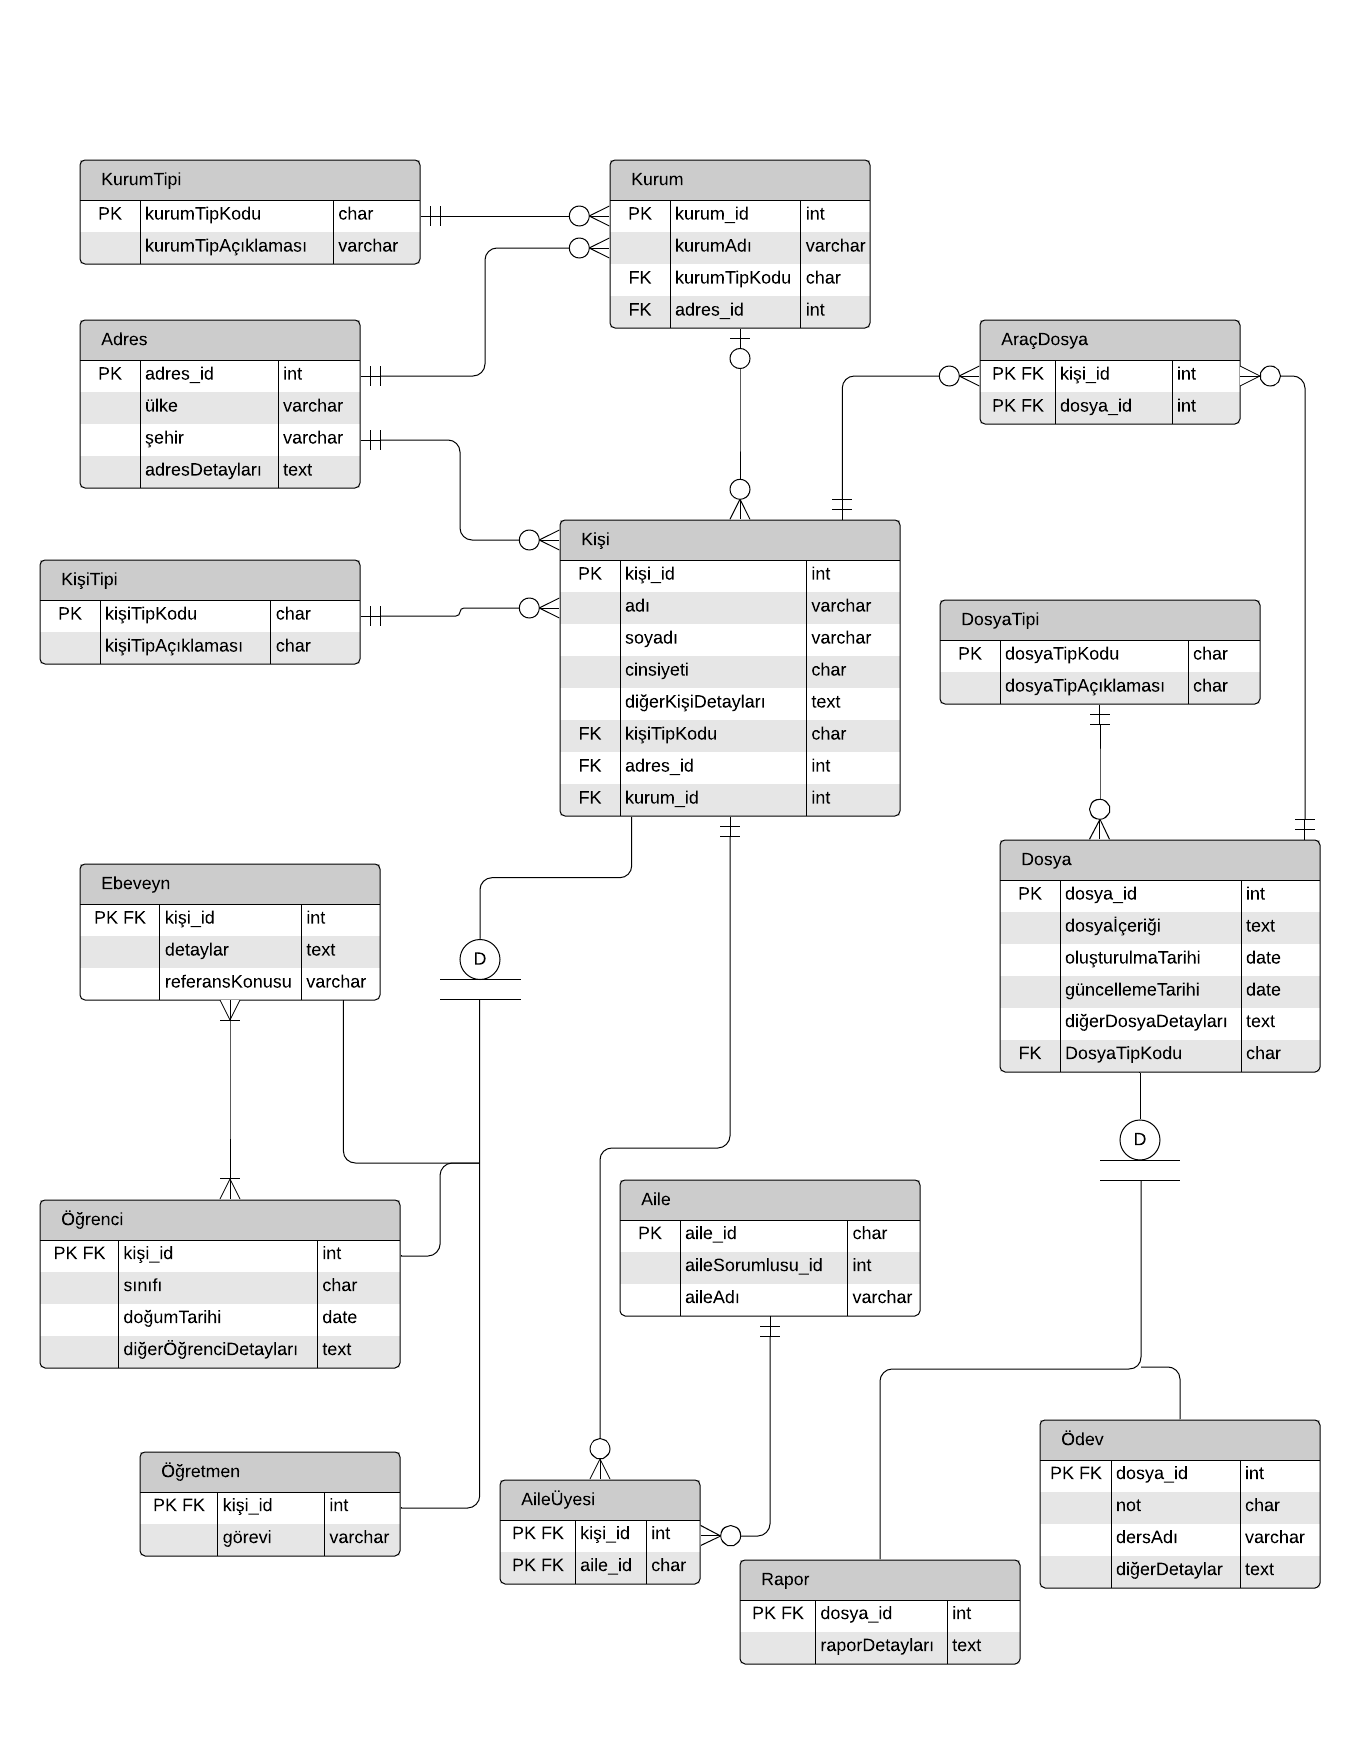 KurumTipi
PK kurumTipKodu char
kurumTipAçıklaması varchar
Kurum
PK kurum_id int
kurumAdı varchar
FK kurumTipKodu char
FK adres_id int
Adres
PK adres_id int
ülke varchar
şehir varchar
adresDetayları text
AraçDosya
PK FK kişi_id int
PK FK dosya_id int
KişiTipi
PK kişiTipKodu char
kişiTipAçıklaması char
Kişi
PK kişi_id int
adı varchar
soyadı varchar
cinsiyeti char
diğerKişiDetayları text
FK kişiTipKodu char
FK adres_id int
FK kurum_id int
DosyaTipi
PK dosyaTipKodu char
dosyaTipAçıklaması char
Ebeveyn
PK FK kişi_id int
detaylar text
referansKonusu varchar
D
Dosya
PK dosya_id int
dosyaİçeriği text
oluşturulmaTarihi date
güncellemeTarihi date
diğerDosyaDetayları text
FK DosyaTipKodu char
D
Öğrenci
PK FK kişi_id int
sınıfı char
doğumTarihi date
diğerÖğrenciDetayları text
Aile
PK aile_id char
aileSorumlusu_id int
aileAdı varchar
Öğretmen
PK FK kişi_id int
görevi varchar
AileÜyesi
PK FK kişi_id int
PK FK aile_id char
Ödev
PK FK dosya_id int
not char
dersAdı varchar
diğerDetaylar text
Rapor
PK FK dosya_id int
raporDetayları text